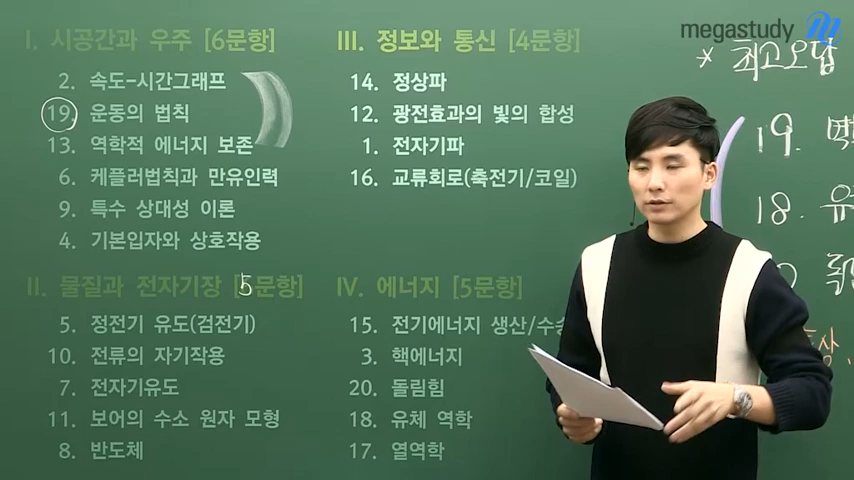 megastudy
I. 시공간과 우주 [6문항]
2. 속도-시간그래프
19. 운동의 법칙
13. 역학적 에너지 보존
6. 케플러법칙과 만유인력
9. 특수 상대성 이론
4. 기본입자와 상호작용
II. 물질과 전자기장 [5문항]
5. 정전기 유도(검전기)
10. 전류의 자기작용
7. 전자기유도
11. 보어의 수소 원자 모형
8. 반도체
III. 정보와 통신 [4문항]
14. 정상파
12. 광전효과의 빛의 합성
1. 전자기파
16. 교류회로(축전기/코일)
IV. 에너지 [5문항]
15. 전기에너지 생산/수송
3. 핵에너지
20. 돌림힘
18. 유체 역학
17. 열역학
* 최고오답
19.
18. 유